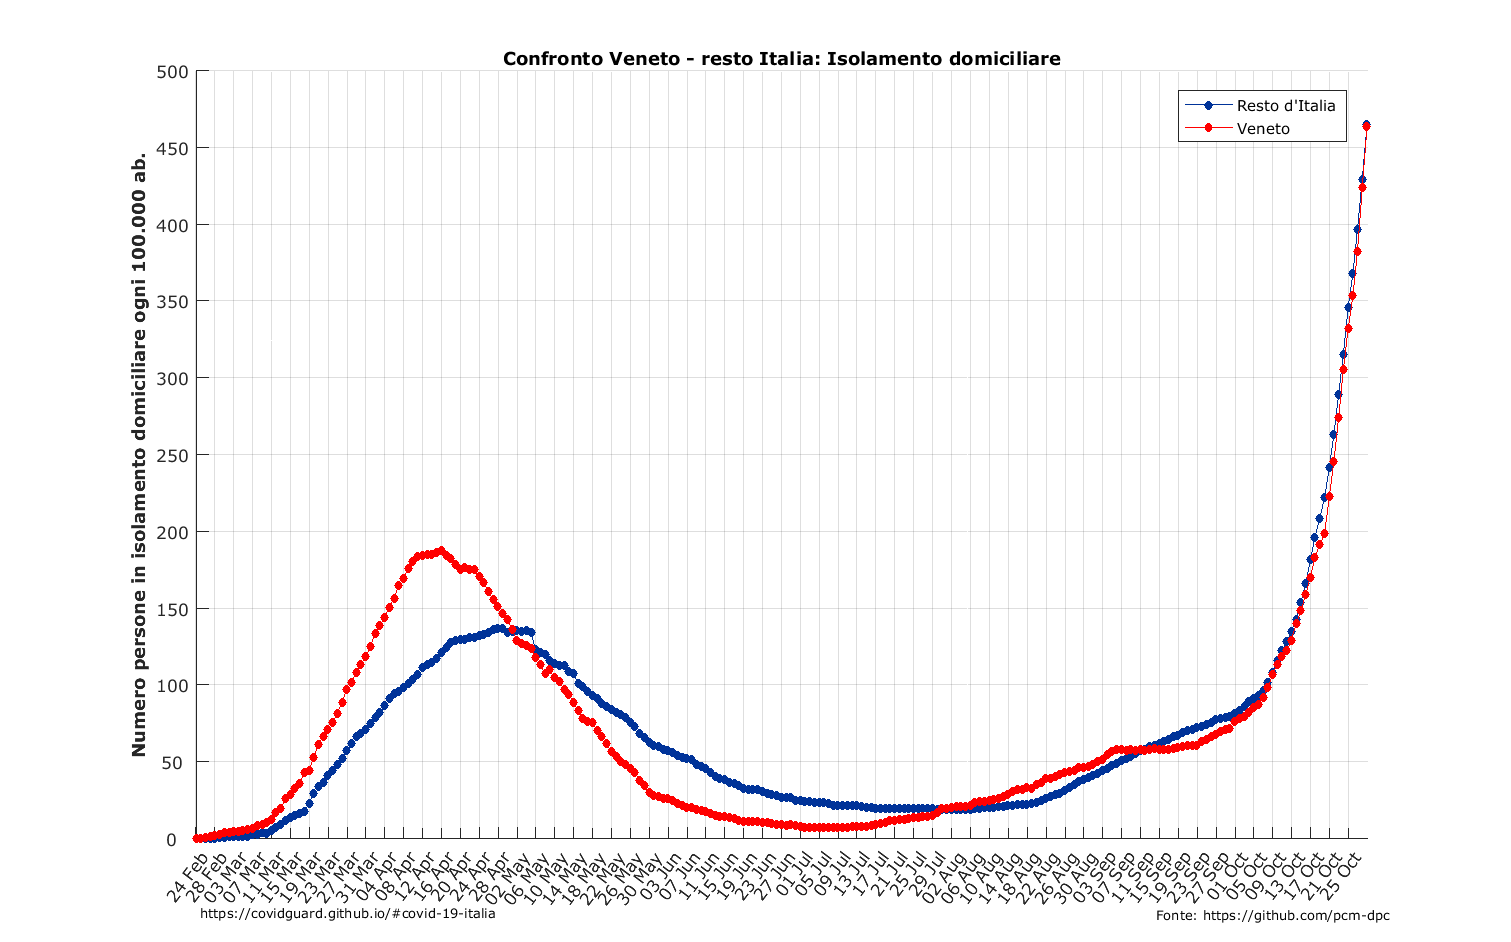 Confronto Veneto - resto Italia: Isolamento domiciliare
Numero persone in isolamento domiciliare ogni 100.000 ab.
500
450
400
350
300
250
200
150
100
50
0
Resto d'Italia
Veneto
24 Feb
28 Feb
03 Mar
07 Mar
11 Mar
15 Mar
19 Mar
23 Mar
27 Mar
31 Mar
04 Apr
08 Apr
12 Apr
16 Apr
20 Apr
24 Apr
28 Apr
02 May
06 May
10 May
14 May
18 May
22 May
26 May
30 May
03 Jun
07 Jun
11 Jun
15 Jun
19 Jun
23 Jun
27 Jun
01 Jul
05 Jul
09 Jul
13 Jul
17 Jul
21 Jul
25 Jul
29 Jul
02 Aug
06 Aug
10 Aug
14 Aug
18 Aug
22 Aug
26 Aug
30 Aug
03 Sep
07 Sep
11 Sep
15 Sep
19 Sep
23 Sep
27 Sep
01 Oct
05 Oct
09 Oct
13 Oct
17 Oct
21 Oct
25 Oct
https://covidguard.github.io/#covid-19-italia
Fonte: https://github.com/pcm-dpc